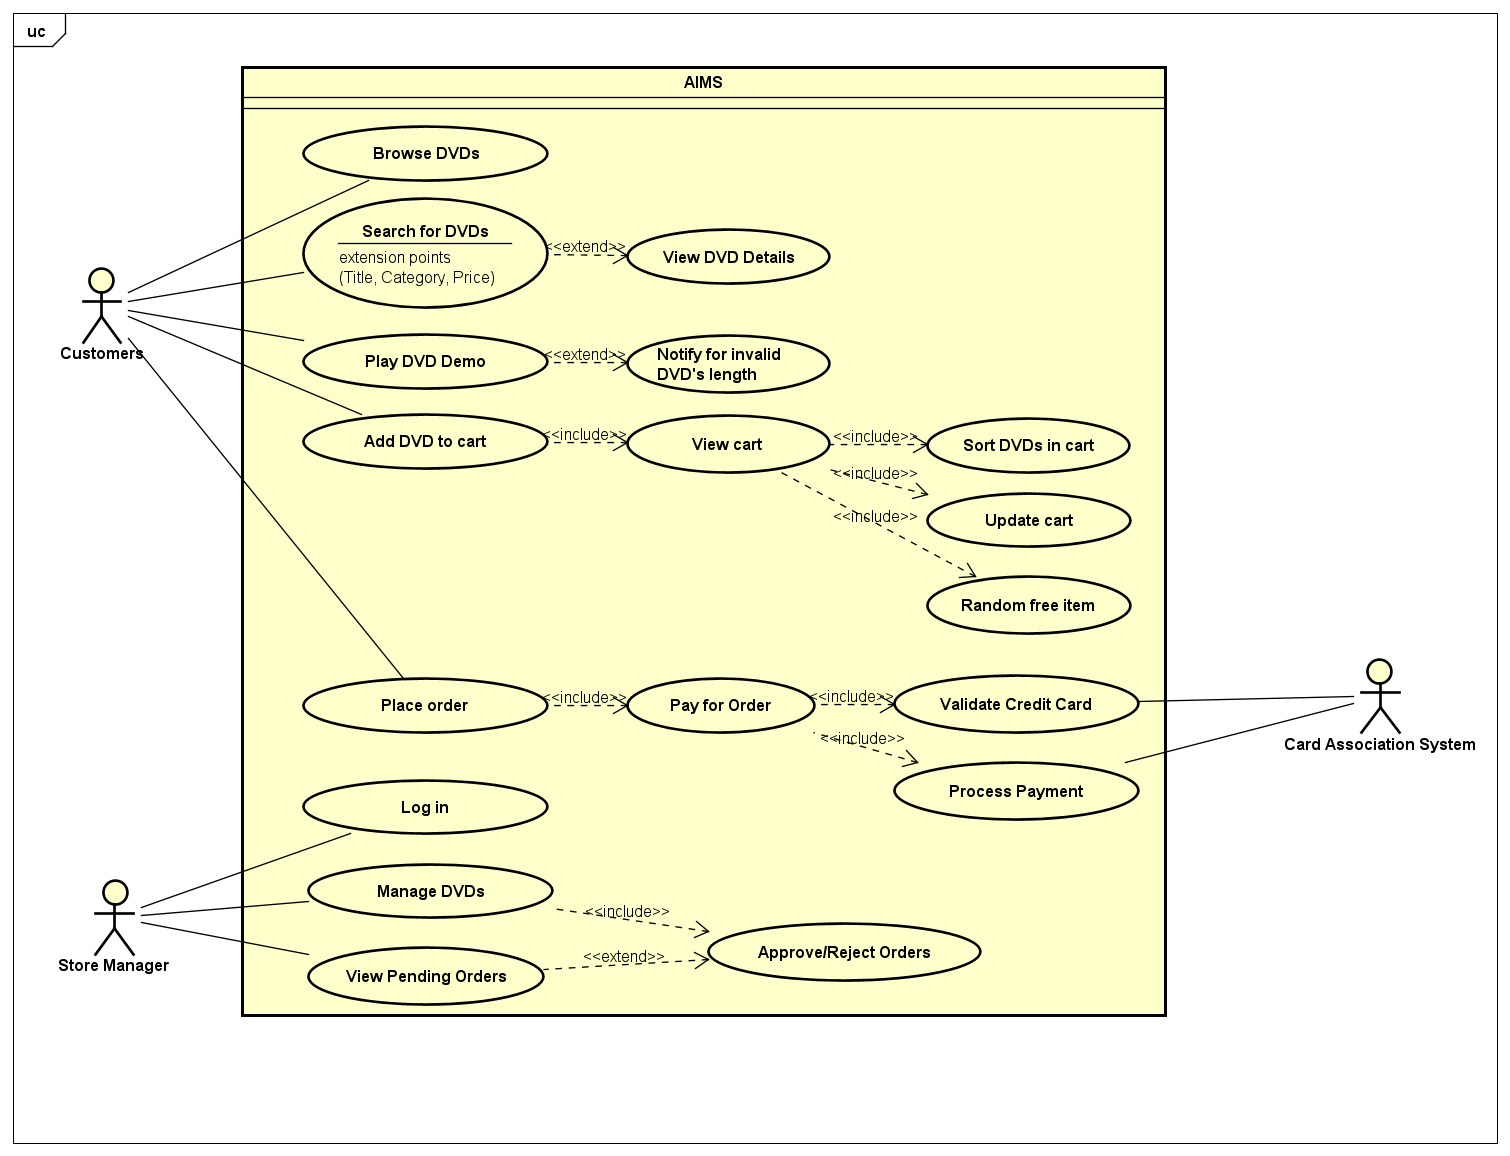 uc
AIMS
Browse DVDs
Search for DVDs
extension points
(Title, Category, Price)
<<extend>>
View DVD Details
Customers
Play DVD Demo
<<extend>>
Notify for invalid
DVD's length
Add DVD to cart
<<include>>
View cart
<<include>>
Sort DVDs in cart
<<include>>
Update cart
<<include>>
Random free item
Place order
<<include>>
Pay for Order
<<include>>
Validate Credit Card
<<include>>
Process Payment
Card Association System
Log in
Manage DVDs
<<include>>
Store Manager
View Pending Orders
<<extend>>
Approve/Reject Orders